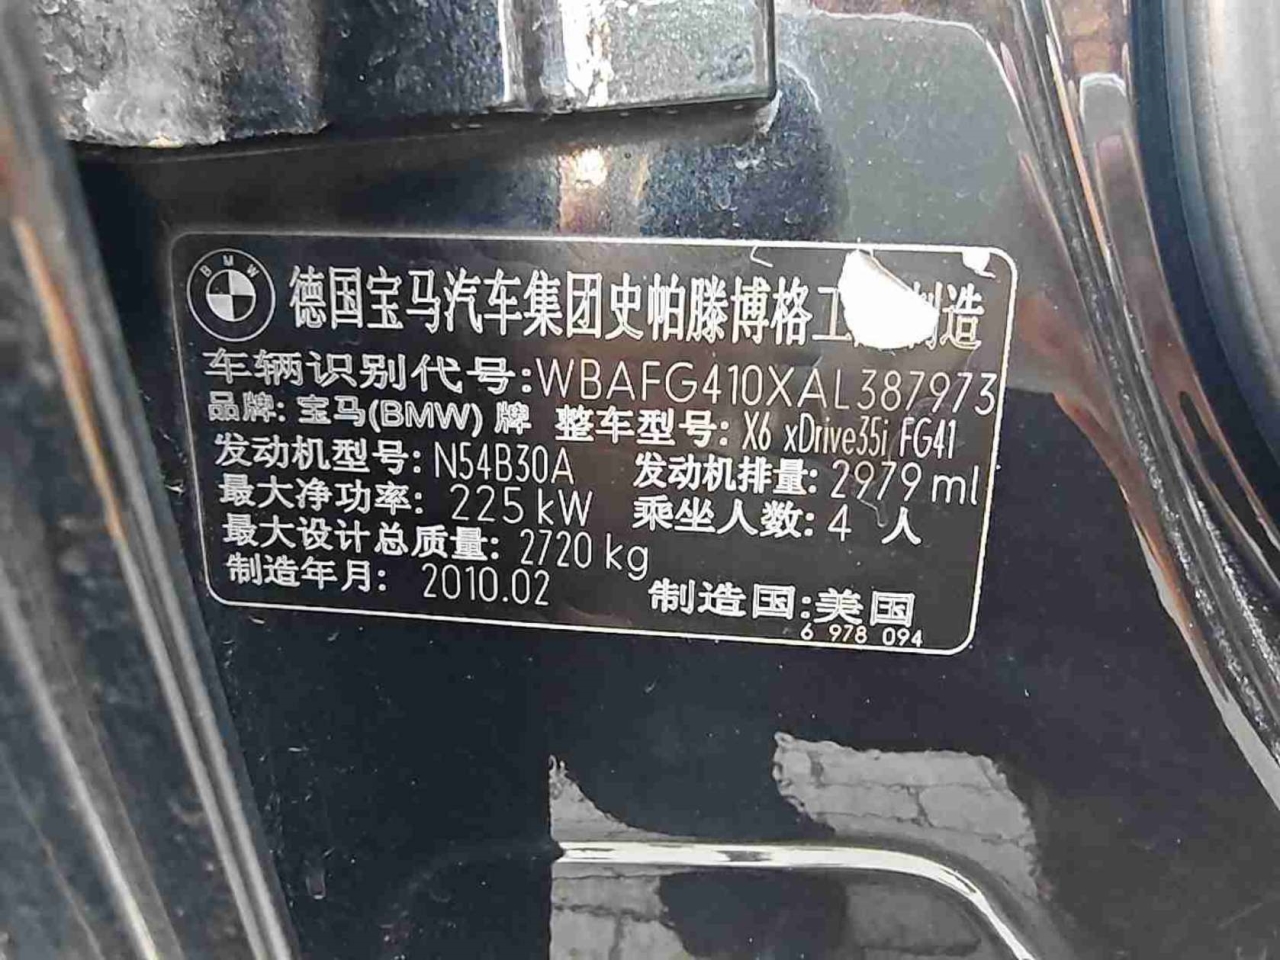 BMW
德国宝马汽车集团史帕滕博格工 制造
车辆识别代号:WBAFG410XAL387973
品牌: 宝马(BMW) 牌 整车型号: X6 xDrive35i FG41
发动机型号: N54B30A 发动机排量: 2979 ml
最大净功率: 225 kW 乘坐人数: 4 人
最大设计总质量: 2720 kg
制造年月: 2010.02 制造国:美国
6 978 094